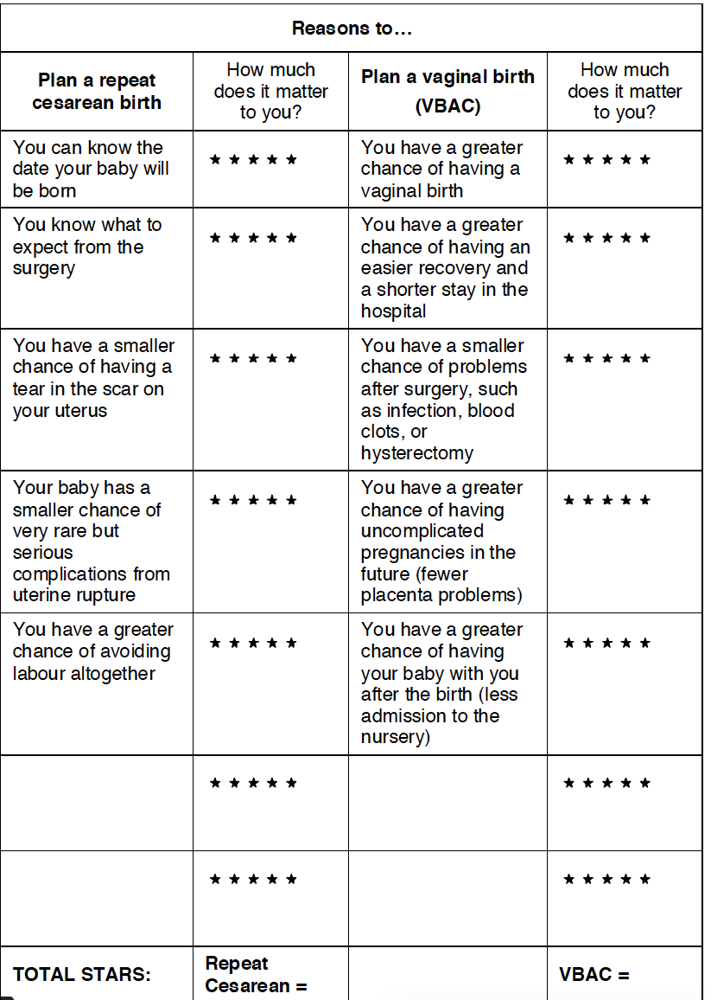 Reasons to…
Plan a repeat
cesarean birth
How much
does it matter
to you?
Plan a vaginal birth
(VBAC)
How much
does it matter
to you?
You can know the
date your baby will
be born
★ ★ ★ ★ ★
You have a greater
chance of having a
vaginal birth
★ ★ ★ ★ ★
You know what to
expect from the
surgery
★ ★ ★ ★ ★
You have a greater
chance of having an
easier recovery and
a shorter stay in the
hospital
★ ★ ★ ★ ★
You have a smaller
chance of having a
tear in the scar on
your uterus
★ ★ ★ ★ ★
You have a smaller
chance of problems
after surgery, such
as infection, blood
clots, or
hysterectomy
★ ★ ★ ★ ★
Your baby has a
smaller chance of
very rare but
serious
complications from
uterine rupture
★ ★ ★ ★ ★
You have a greater
chance of having
uncomplicated
pregnancies in the
future (fewer
placenta problems)
★ ★ ★ ★ ★
You have a greater
chance of avoiding
labour altogether
★ ★ ★ ★ ★
You have a greater
chance of having
your baby with you
after the birth (less
admission to the
nursery)
★ ★ ★ ★ ★
★ ★ ★ ★ ★
★ ★ ★ ★ ★
★ ★ ★ ★ ★
★ ★ ★ ★ ★
TOTAL STARS:
Repeat
Cesarean =
VBAC =